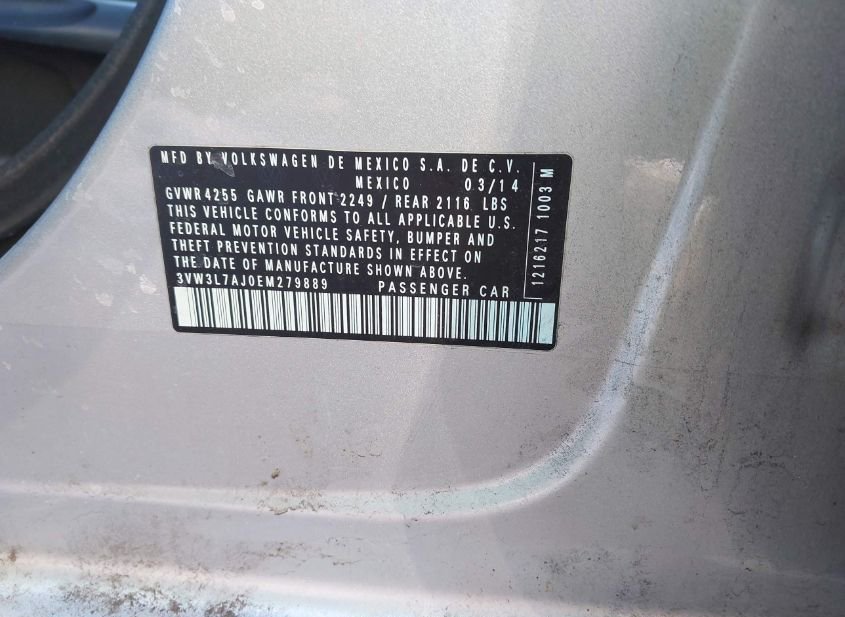 MFD BY VOLKSWAGEN DE MEXICO S.A. DE C.V.
MEXICO 03/14
GVWR 4255 GAWR FRONT 2249 / REAR 2116 LBS
THIS VEHICLE CONFORMS TO ALL APPLICABLE U.S.
FEDERAL MOTOR VEHICLE SAFETY, BUMPER AND
THEFT PREVENTION STANDARDS IN EFFECT ON
THE DATE OF MANUFACTURE SHOWN ABOVE.
3VW3L7AJ0EM279889 PASSENGER CAR
1216217 1003 M